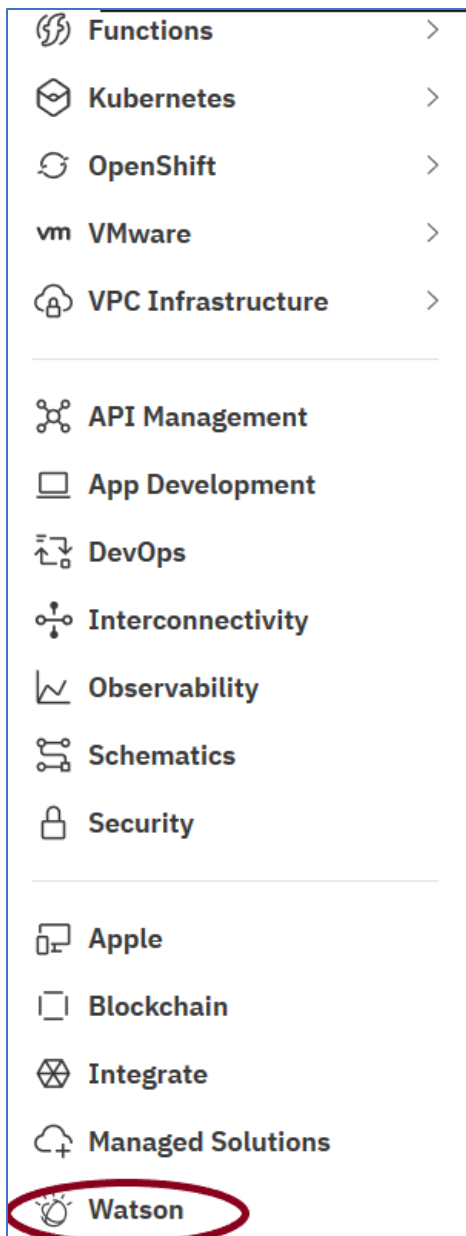 Functions
Kubernetes
OpenShift
vm VMware
VPC Infrastructure
API Management
App Development
DevOps
Interconnectivity
Observability
Schematics
Security
Apple
Blockchain
Integrate
Managed Solutions
Watson